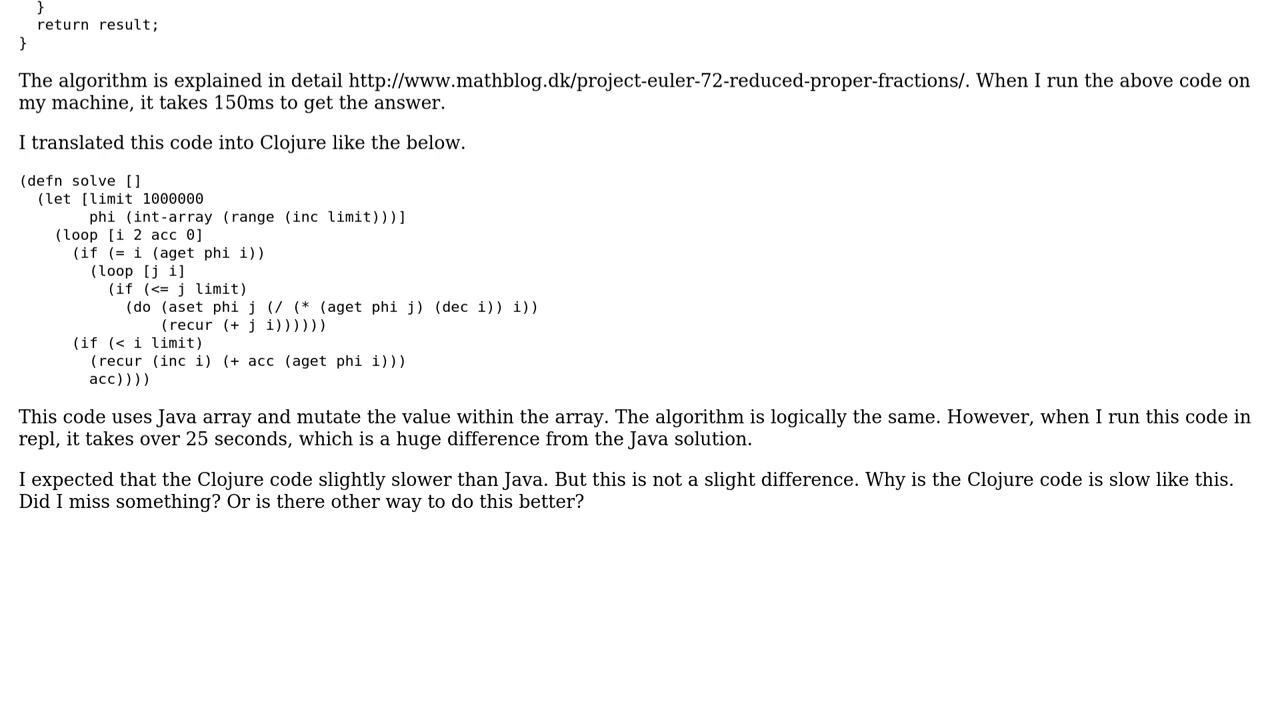 }
  return result;
}
The algorithm is explained in detail http://www.mathblog.dk/project-euler-72-reduced-proper-fractions/. When I run the above code on
my machine, it takes 150ms to get the answer.
I translated this code into Clojure like the below.
(defn solve []
  (let [limit 1000000
        phi (int-array (range (inc limit)))]
    (loop [i 2 acc 0]
      (if (= i (aget phi i))
        (loop [j i]
          (if (<= j limit)
            (do (aset phi j (/ (* (aget phi j) (dec i)) i))
                (recur (+ j i))))))
      (if (< i limit)
        (recur (inc i) (+ acc (aget phi i)))
        acc))))
This code uses Java array and mutate the value within the array. The algorithm is logically the same. However, when I run this code in
repl, it takes over 25 seconds, which is a huge difference from the Java solution.
I expected that the Clojure code slightly slower than Java. But this is not a slight difference. Why is the Clojure code is slow like this.
Did I miss something? Or is there other way to do this better?